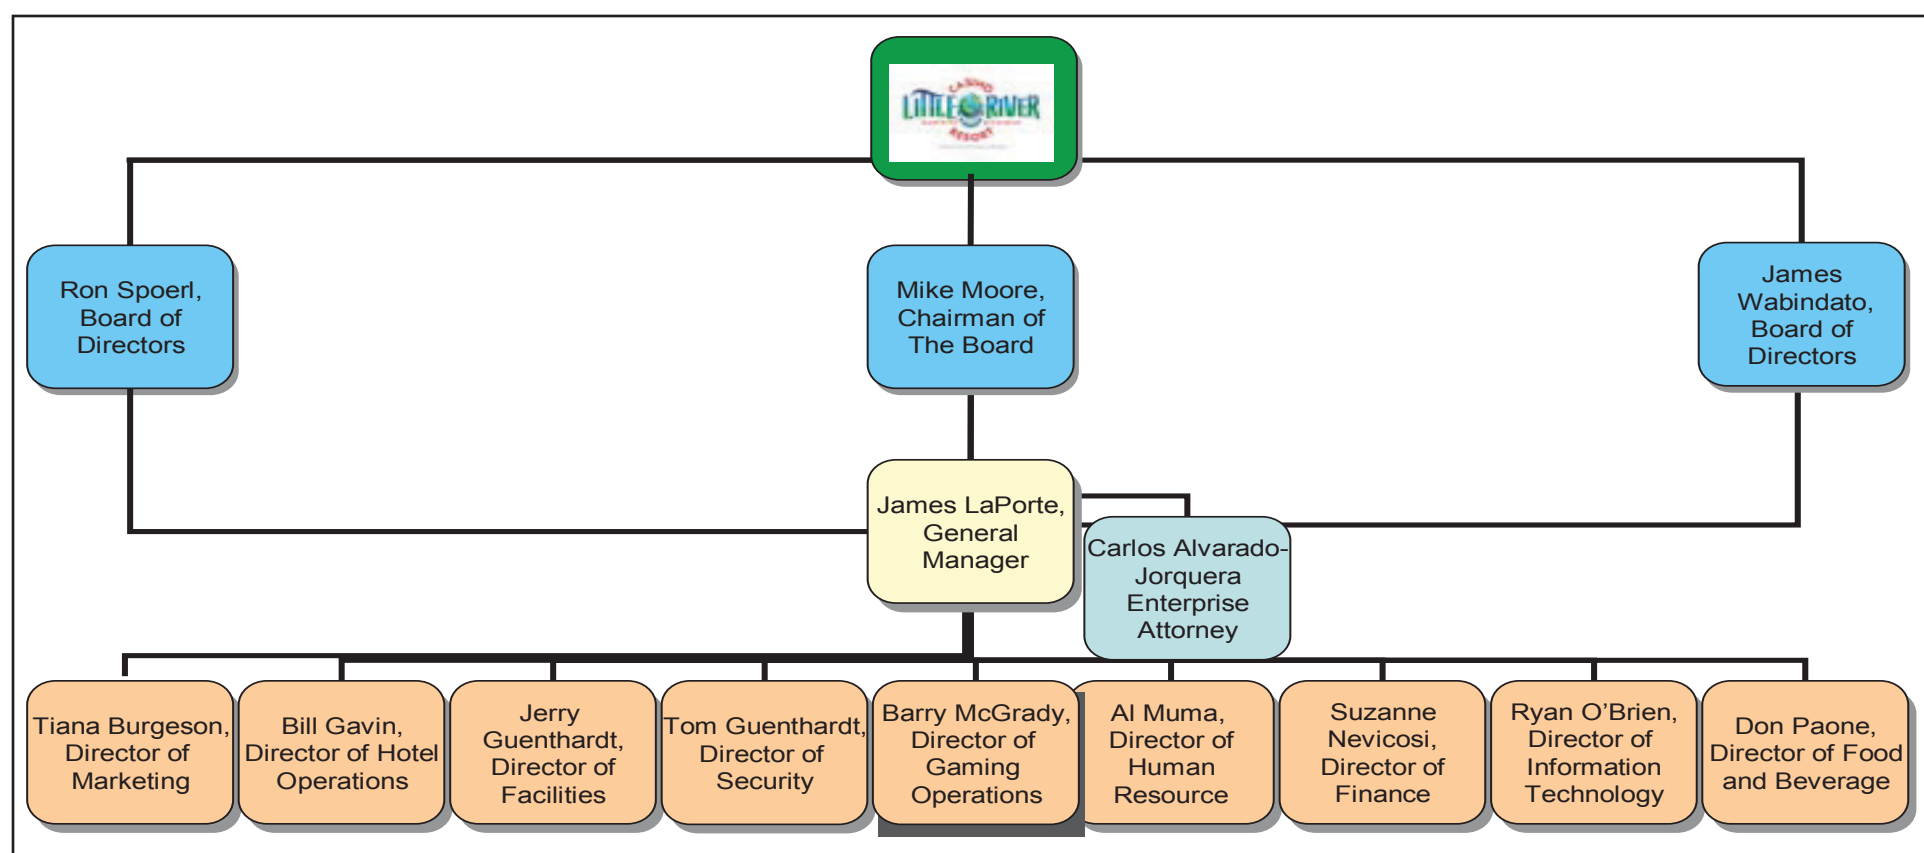 CASINO
LITTLE RIVER
RESORT
Ron Spoerl,
Board of
Directors
Mike Moore,
Chairman of
The Board
James
Wabindato,
Board of
Directors
James LaPorte,
General
Manager
Carlos Alvarado-
Jorquera
Enterprise
Attorney
Tiana Burgeson,
Director of
Marketing
Bill Gavin,
Director of Hotel
Operations
Jerry
Guenthardt,
Director of
Facilities
Tom Guenthardt,
Director of
Security
Barry McGrady,
Director of
Gaming
Operations
Al Muma,
Director of
Human
Resource
Suzanne
Nevicosi,
Director of
Finance
Ryan O’Brien,
Director of
Information
Technology
Don Paone,
Director of Food
and Beverage